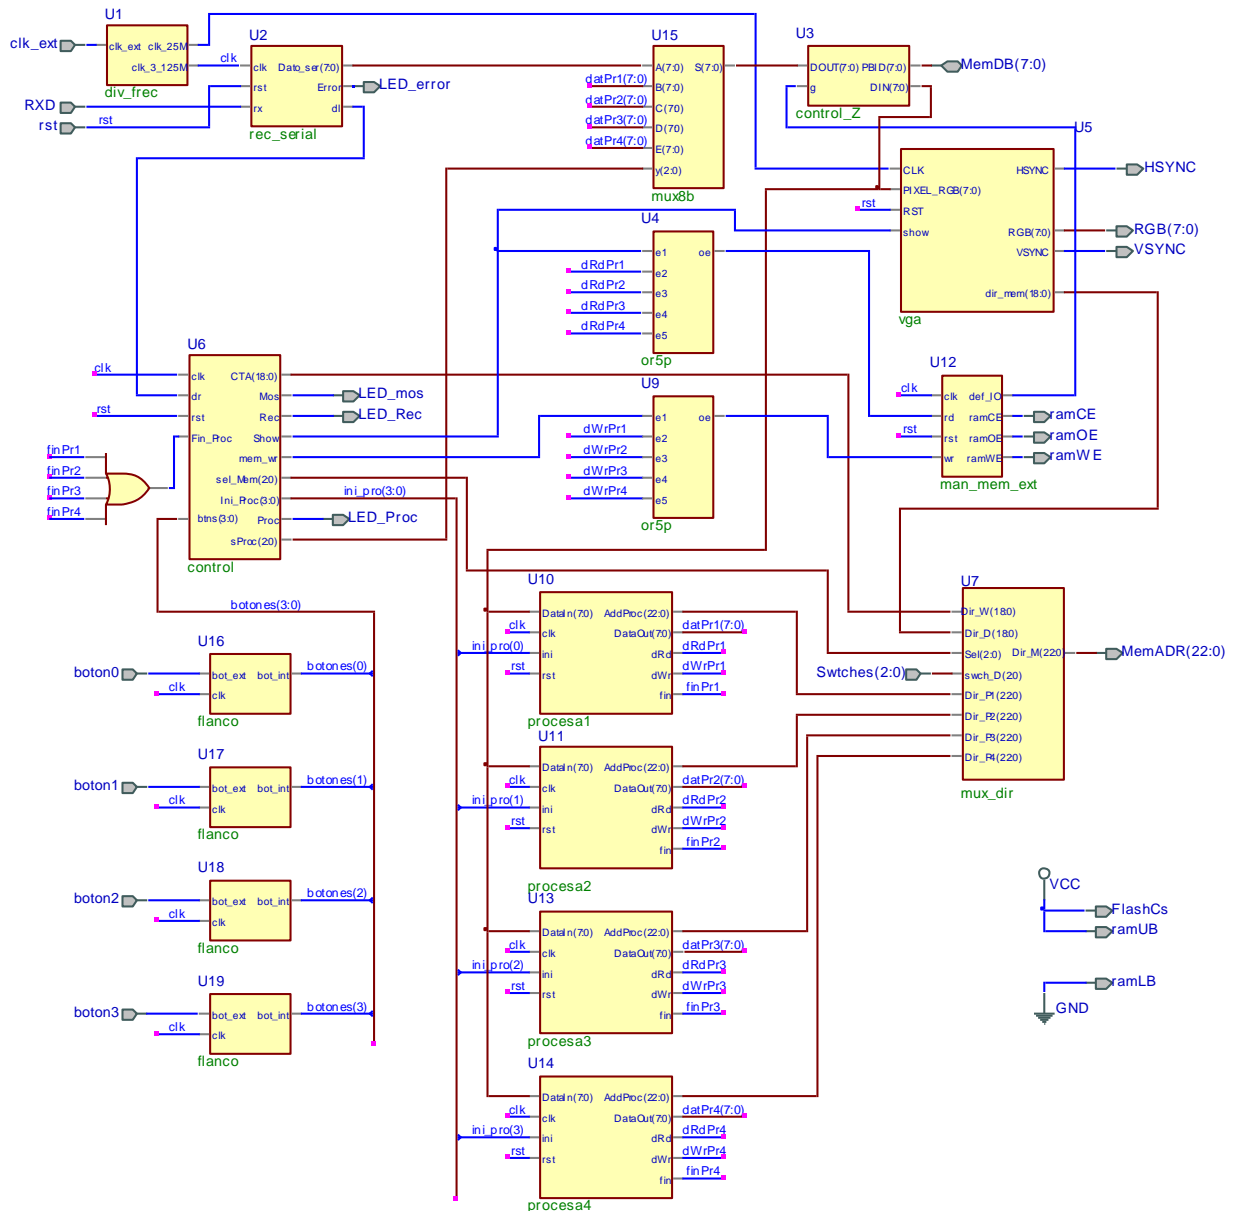 U1
clk_ext
clk_ext clk_25M
clk_3_125M
div_frec
U2
clk
clk Dato_ser(7:0)
rst Error
rx dl
rec_serial
LED_error
RXD
rst
rst
U15
A(7:0) S(7:0)
datPr1(7:0)
B(7:0)
datPr2(7:0)
C(7:0)
datPr3(7:0)
D(7:0)
datPr4(7:0)
E(7:0)
y(2:0)
mux8b
U3
DOUT(7:0) PBID(7:0)
g DIN(7:0)
control_Z
MemDB(7:0)
U5
CLK HSYNC
PIXEL_RGB(7:0)
rst
RST
show RGB(7:0)
VSYNC
dir_mem(18:0)
vga
HSYNC
RGB(7:0)
VSYNC
U4
e1 oe
dRdPr1
e2
dRdPr2
e3
dRdPr3
e4
dRdPr4
e5
or5p
U9
e1 oe
dWrPr1
e2
dWrPr2
e3
dWrPr3
e4
dWrPr4
e5
or5p
U12
clk
clk def_IO
rd ramCE
rst
rst ramOE
wr ramWE
man_mem_ext
ramCE
ramOE
ramWE
U6
clk
clk CTA(18:0)
dr Mos
rst
rst Rec
Fin_Proc Show
mem_wr
sel_Mem(2:0)
Ini_Proc(3:0)
btns(3:0) Proc
sProc(2:0)
control
LED_mos
LED_Rec
ini_pro(3:0)
LED_Proc
finPr1
finPr2
finPr3
finPr4
botones(3:0)
U16
boton0
bot_ext bot_int
botones(0)
clk
clk
flanco
U17
boton1
bot_ext bot_int
botones(1)
clk
clk
flanco
U18
boton2
bot_ext bot_int
botones(2)
clk
clk
flanco
U19
boton3
bot_ext bot_int
botones(3)
clk
clk
flanco
U10
DataIn(7:0) AddProc(22:0)
clk
clk DataOut(7:0)
datPr1(7:0)
ini_pro(0)
ini dRd
dRdPr1
rst
rst dWr
dWrPr1
fin
finPr1
procesa1
U11
DataIn(7:0) AddProc(22:0)
clk
clk DataOut(7:0)
datPr2(7:0)
ini_pro(1)
ini dRd
dRdPr2
rst
rst dWr
dWrPr2
fin
finPr2
procesa2
U13
DataIn(7:0) AddProc(22:0)
clk
clk DataOut(7:0)
datPr3(7:0)
ini_pro(2)
ini dRd
dRdPr3
rst
rst dWr
dWrPr3
fin
finPr3
procesa3
U14
DataIn(7:0) AddProc(22:0)
clk
clk DataOut(7:0)
datPr4(7:0)
ini_pro(3)
ini dRd
dRdPr4
rst
rst dWr
dWrPr4
fin
finPr4
procesa4
U7
Dir_W(18:0)
Dir_D(18:0)
Sel(2:0) Dir_M(22:0)
Swtches(2:0)
swch_D(2:0)
Dir_P1(22:0)
Dir_P2(22:0)
Dir_P3(22:0)
Dir_P4(22:0)
mux_dir
MemADR(22:0)
VCC
FlashCs
ramUB
ramLB
GND